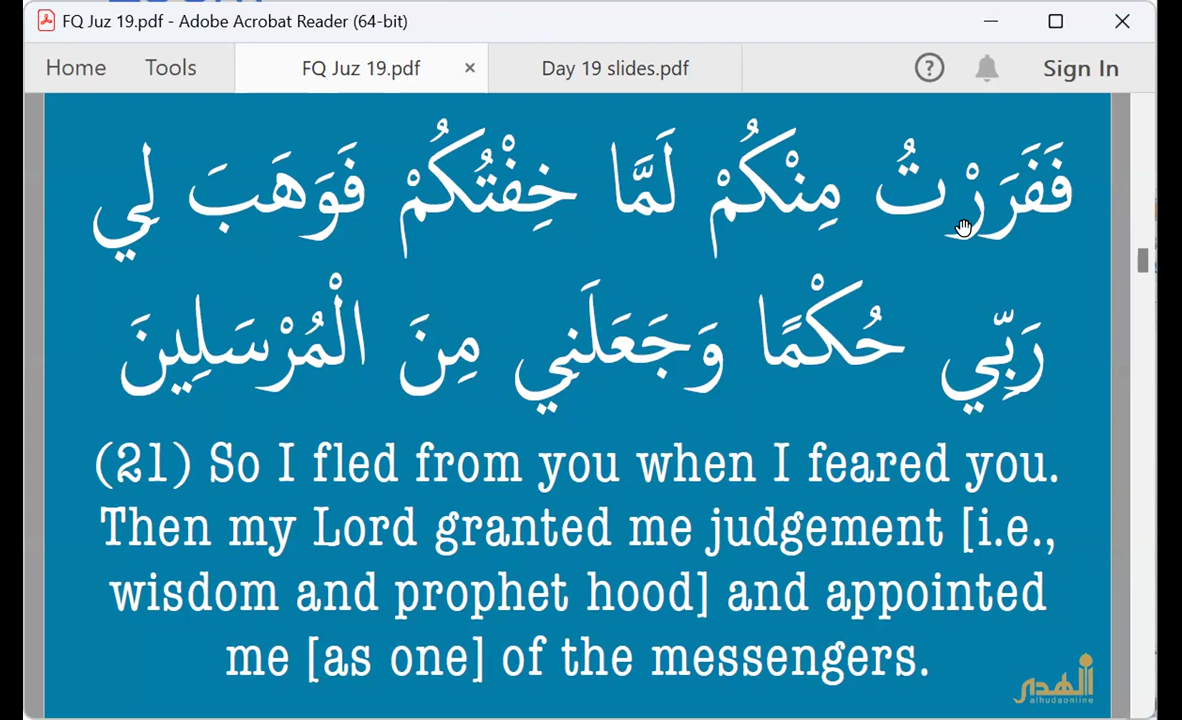 FQ Juz 19.pdf - Adobe Acrobat Reader (64-bit)
Home Tools FQ Juz 19.pdf × Day 19 slides.pdf ? Sign In
فَفَرَرْتُ مِنْكُمْ لَمَّا خِفْتُكُمْ فَوَهَبَ لِي
رَبِّي حُكْمًا وَجَعَلَنِي مِنَ الْمُرْسَلِينَ
(21) So I fled from you when I feared you.
Then my Lord granted me judgement [i.e.,
wisdom and prophet hood] and appointed
me [as one] of the messengers.
الهدى
alhudaonline